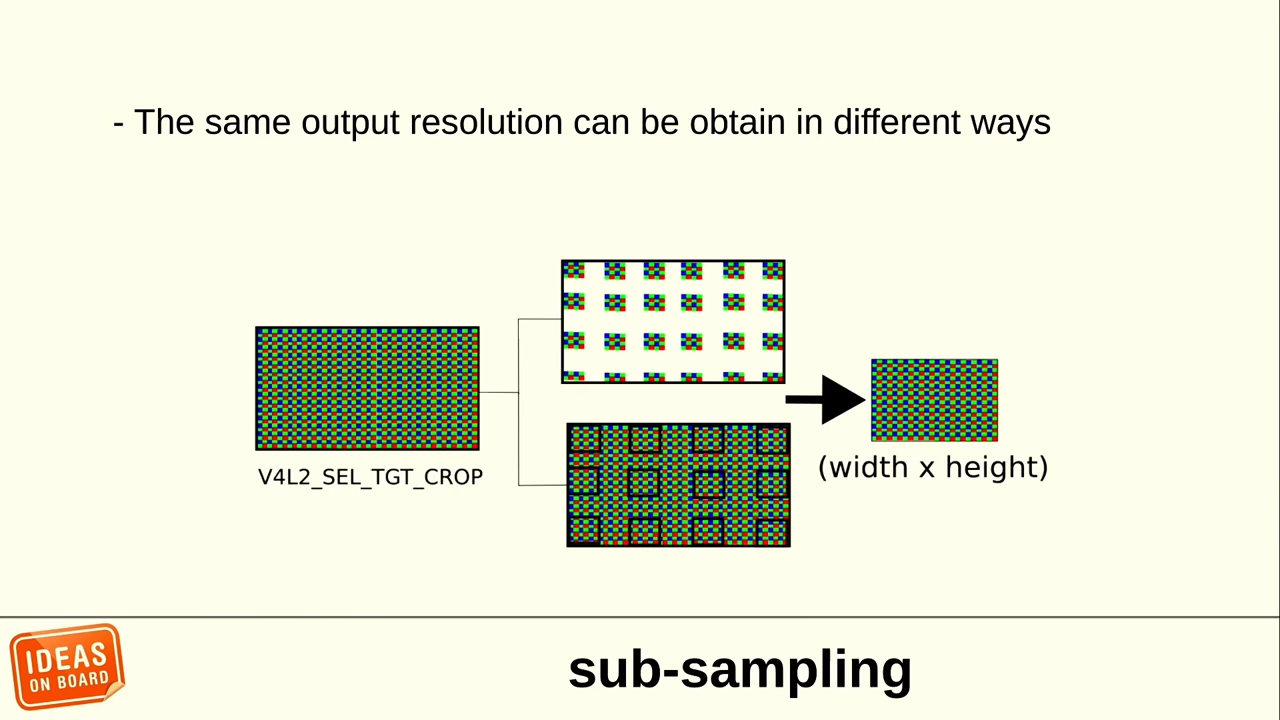 - The same output resolution can be obtain in different ways
V4L2_SEL_TGT_CROP
(width x height)
IDEAS
ON BOARD
sub-sampling